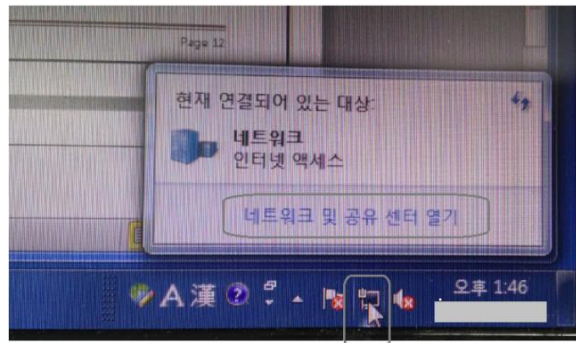 Page 12
현재 연결되어 있는 대상:
네트워크
인터넷 액세스
네트워크 및 공유 센터 열기
A 漢 ?
오후 1:46